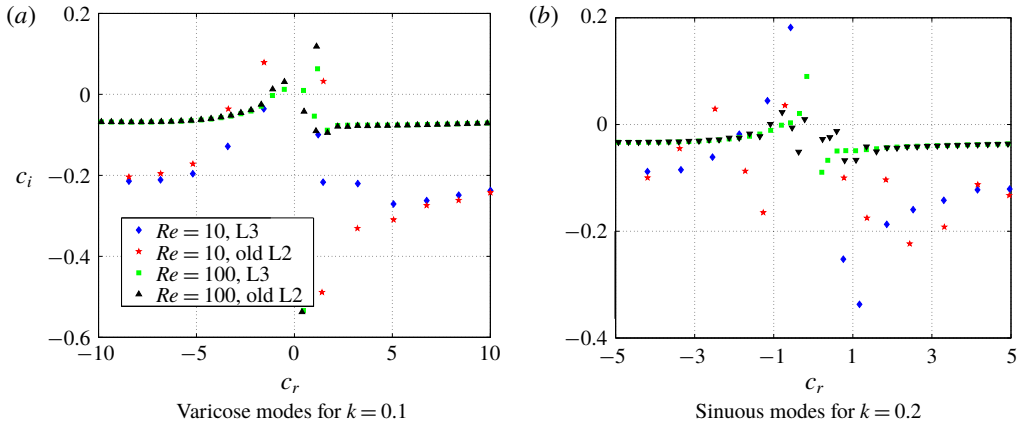 (a)
0.2
0
−0.2
−0.4
−0.6
c_i
−10
−5
0
5
10
c_r
Re = 10, L3
Re = 10, old L2
Re = 100, L3
Re = 100, old L2
Varicose modes for k = 0.1
(b)
0.2
0
−0.2
−0.4
−5
−3
−1
1
3
5
c_r
Sinuous modes for k = 0.2